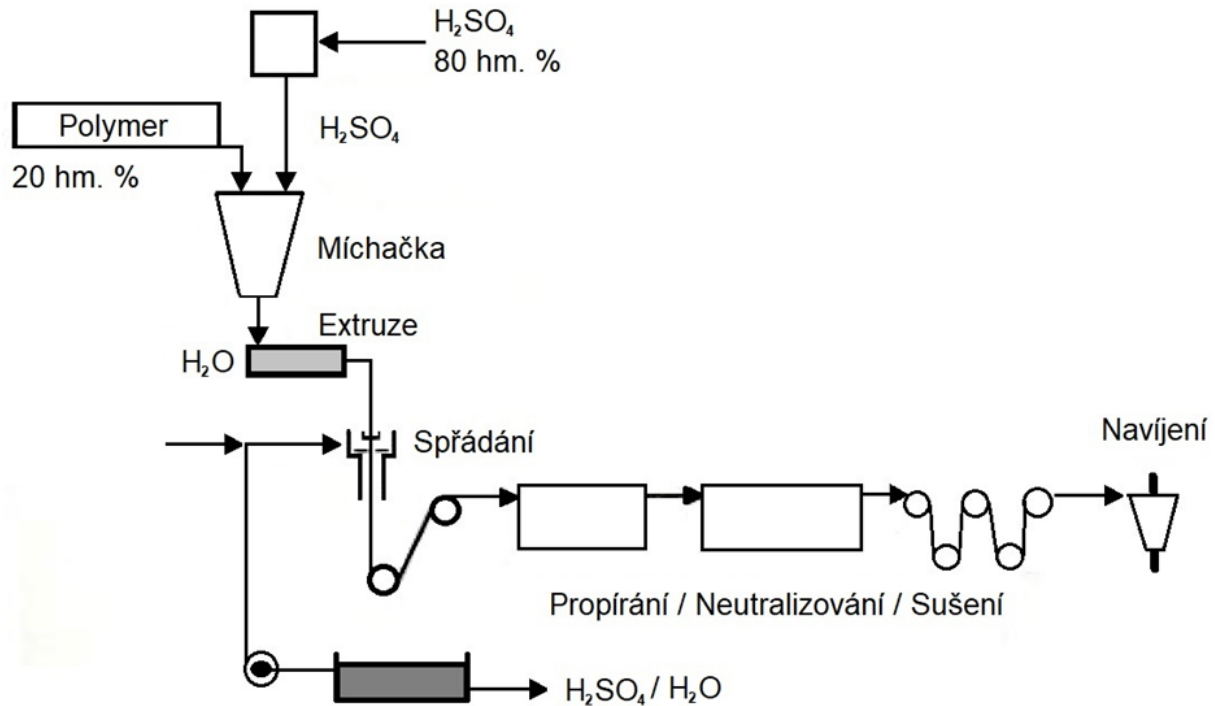 H₂SO₄
80 hm. %
Polymer
H₂SO₄
20 hm. %
Míchačka
Extruze
H₂O
Spřádání
Navíjení
Propírání / Neutralizování / Sušení
H₂SO₄ / H₂O